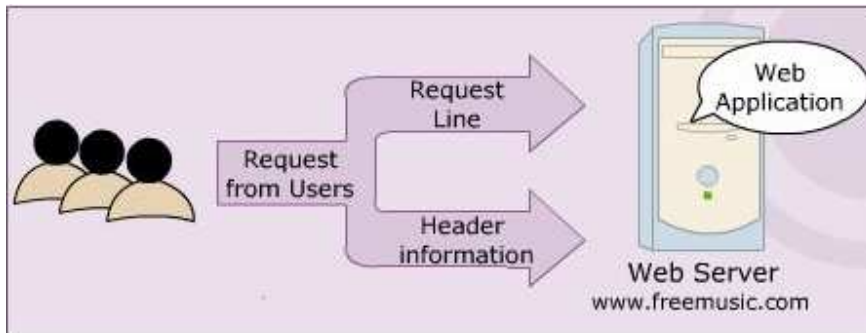 Request
from Users
Request
Line
Header
information
Web
Application
Web Server
www.freemusic.com